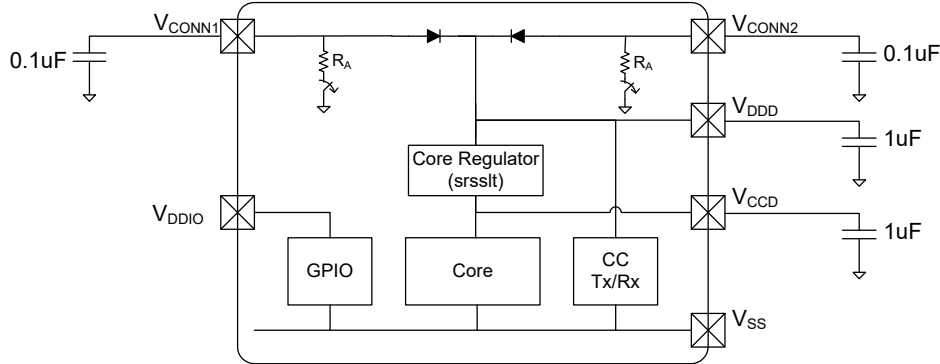 VCONN1
VCONN2
0.1uF
RA
RA
0.1uF
VDDD
1uF
Core Regulator
(srsslt)
VDDIO
VCCD
1uF
GPIO
Core
CC
Tx/Rx
VSS